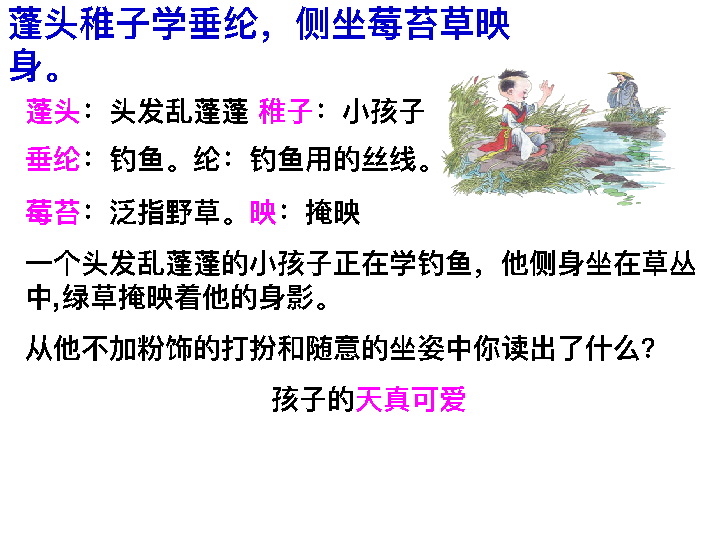 蓬头稚子学垂纶，侧坐莓苔草映
身。
蓬头：头发乱蓬蓬 稚子：小孩子
垂纶：钓鱼。纶：钓鱼用的丝线。
莓苔：泛指野草。映：掩映
一个头发乱蓬蓬的小孩子正在学钓鱼，他侧身坐在草丛
中,绿草掩映着他的身影。
从他不加粉饰的打扮和随意的坐姿中你读出了什么？
孩子的天真可爱